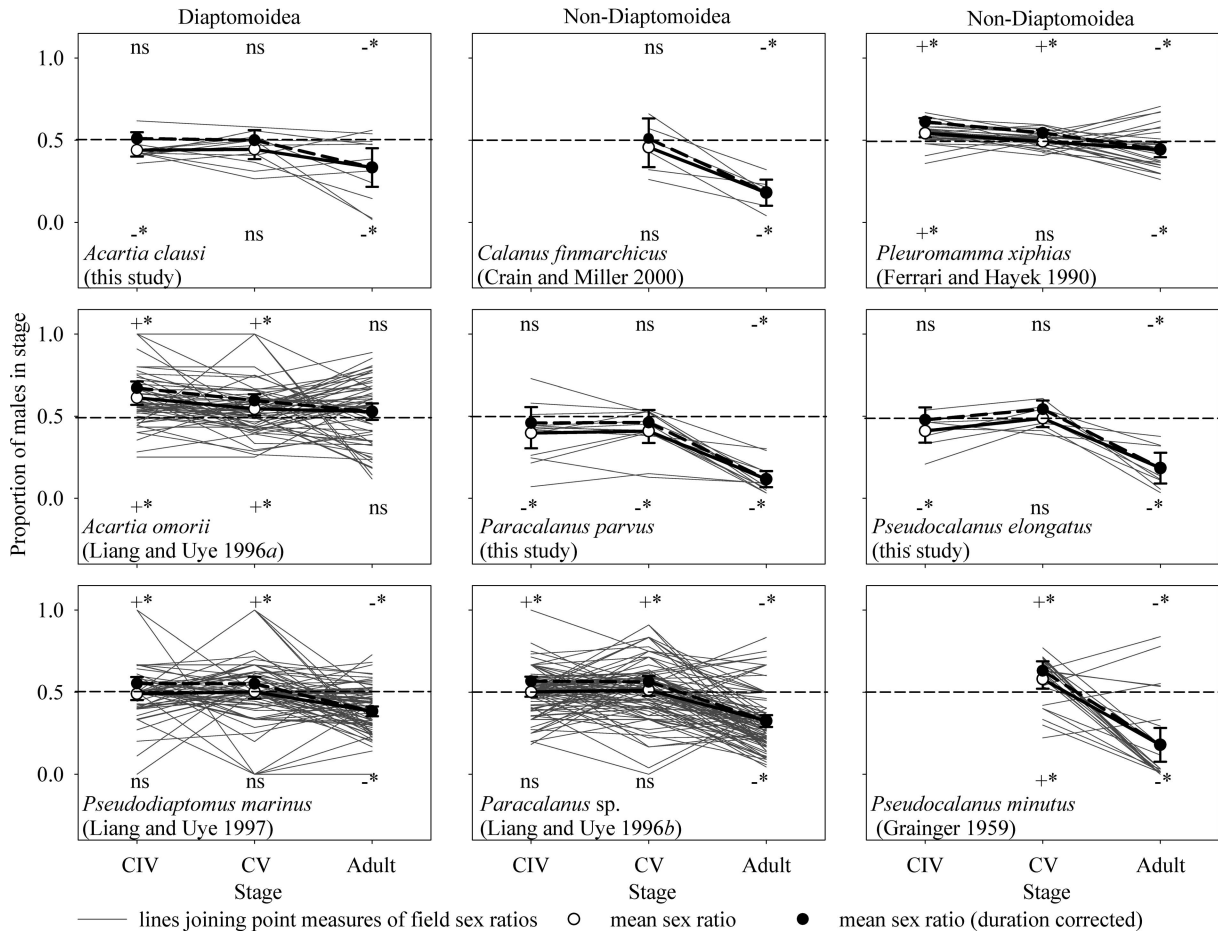 Diaptomoidea Non-Diaptomoidea Non-Diaptomoidea
Proportion of males in stage
1.0
0.5
0.0
ns ns -*
-* ns -*
Acartia clausi
(this study)
ns -*
ns -*
Calanus finmarchicus
(Crain and Miller 2000)
+* +* -*
+* ns -*
Pleuromamma xiphias
(Ferrari and Hayek 1990)
1.0
0.5
0.0
+* +* ns
+* +* ns
Acartia omorii
(Liang and Uye 1996a)
ns ns -*
-* -* -*
Paracalanus parvus
(this study)
ns ns -*
-* ns -*
Pseudocalanus elongatus
(this study)
1.0
0.5
0.0
+* +* -*
ns ns -*
Pseudodiaptomus marinus
(Liang and Uye 1997)
+* +* -*
ns ns -*
Paracalanus sp.
(Liang and Uye 1996b)
+* -*
+* -*
Pseudocalanus minutus
(Grainger 1959)
CIV CV Adult CIV CV Adult CIV CV Adult
Stage Stage Stage
lines joining point measures of field sex ratios mean sex ratio mean sex ratio (duration corrected)